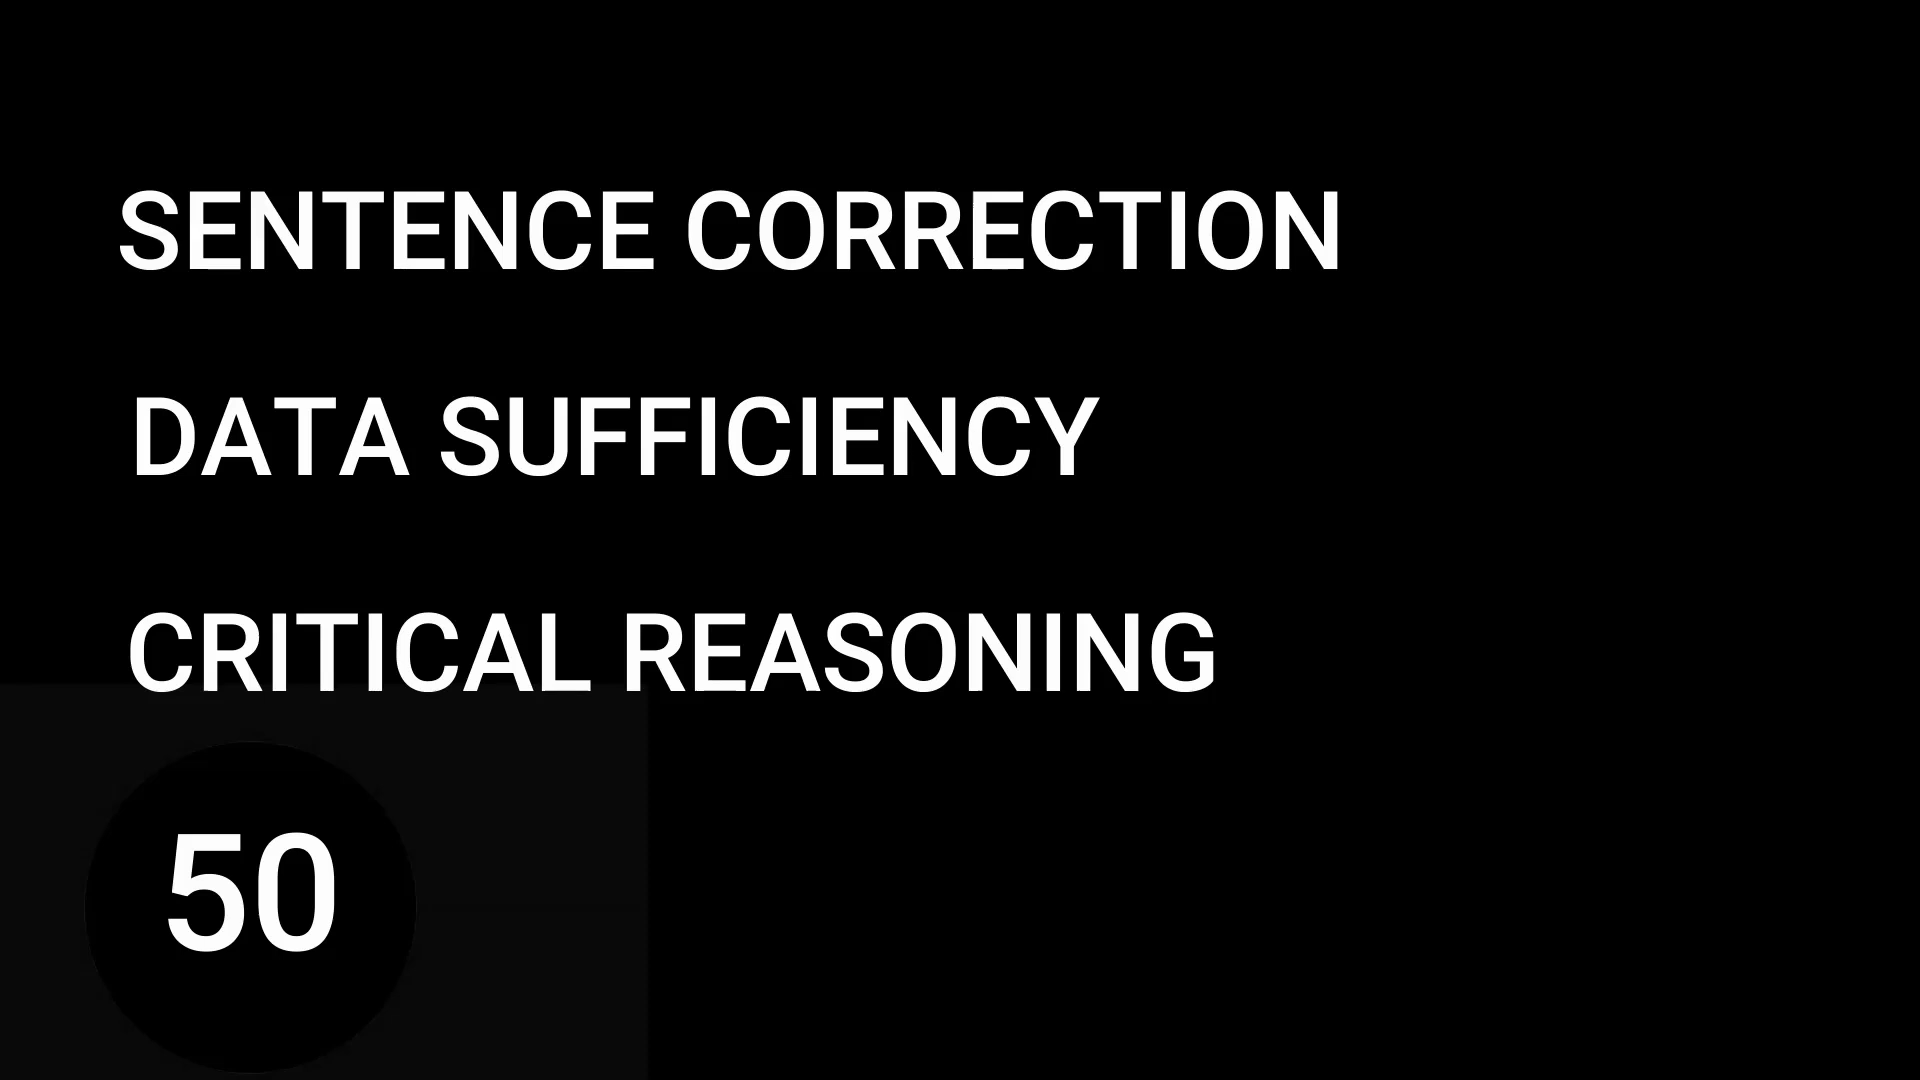 SENTENCE CORRECTION
DATA SUFFICIENCY
CRITICAL REASONING
50